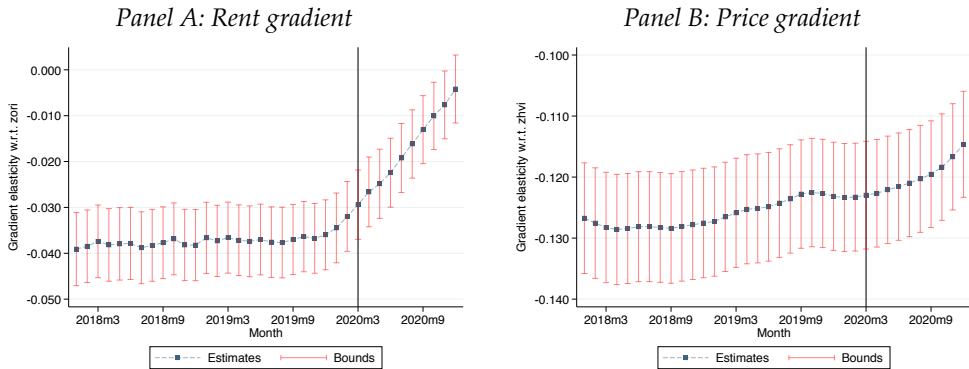 Panel A: Rent gradient
Gradient elasticity w.r.t. zori
0.000
-0.010
-0.020
-0.030
-0.040
-0.050
2018m3 2018m9 2019m3 2019m9 2020m3 2020m9
Month
Estimates Bounds
Panel B: Price gradient
Gradient elasticity w.r.t. zhvi
-0.100
-0.110
-0.120
-0.130
-0.140
2018m3 2018m9 2019m3 2019m9 2020m3 2020m9
Month
Estimates Bounds